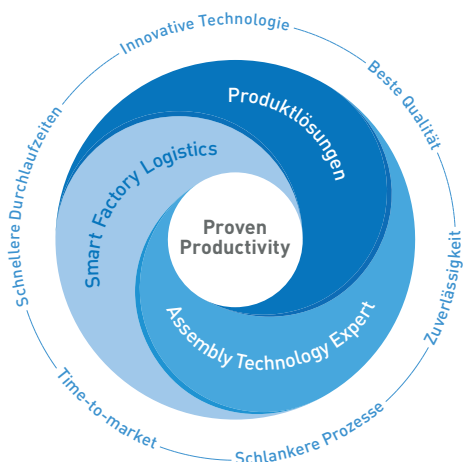 Innovative Technologie
Beste Qualität
Zuverlässigkeit
Schlankere Prozesse
Time-to-market
Schnellere Durchlaufzeiten
Produktlösungen
Assembly Technology Expert
Smart Factory Logistics
Proven
Productivity